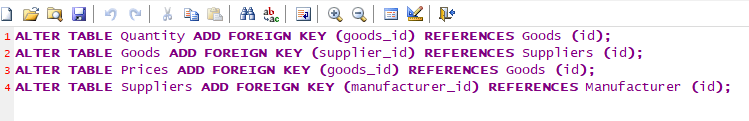 1 ALTER TABLE Quantity ADD FOREIGN KEY (goods_id) REFERENCES Goods (id);
2 ALTER TABLE Goods ADD FOREIGN KEY (supplier_id) REFERENCES Suppliers (id);
3 ALTER TABLE Prices ADD FOREIGN KEY (goods_id) REFERENCES Goods (id);
4 ALTER TABLE Suppliers ADD FOREIGN KEY (manufacturer_id) REFERENCES Manufacturer (id);